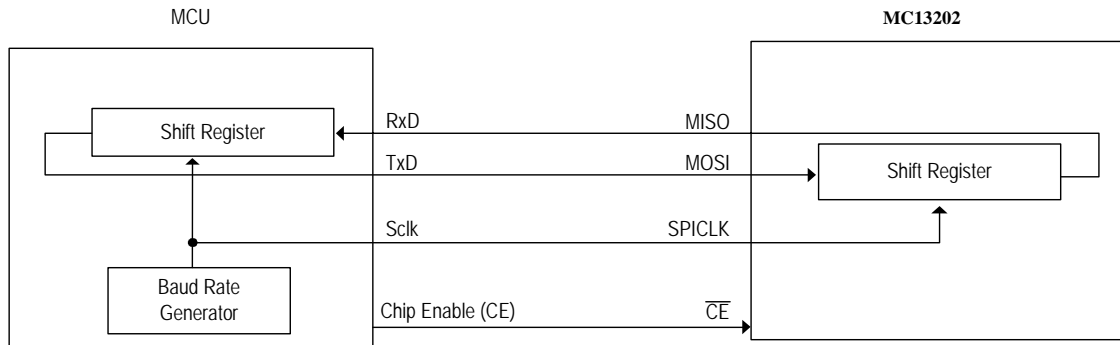 MCU
MC13202
Shift Register
RxD
MISO
TxD
MOSI
Shift Register
Sclk
SPICLK
Baud Rate
Generator
Chip Enable (CE)
CE